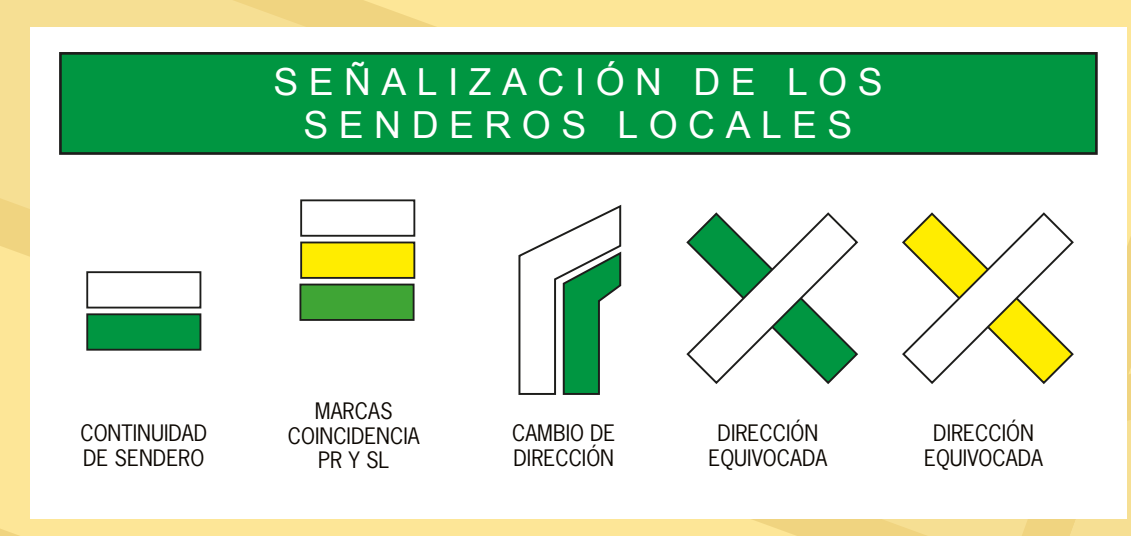 SEÑALIZACIÓN DE LOS
SENDEROS LOCALES
CONTINUIDAD
DE SENDERO
MARCAS
COINCIDENCIA
PR Y SL
CAMBIO DE
DIRECCIÓN
DIRECCIÓN
EQUIVOCADA
DIRECCIÓN
EQUIVOCADA